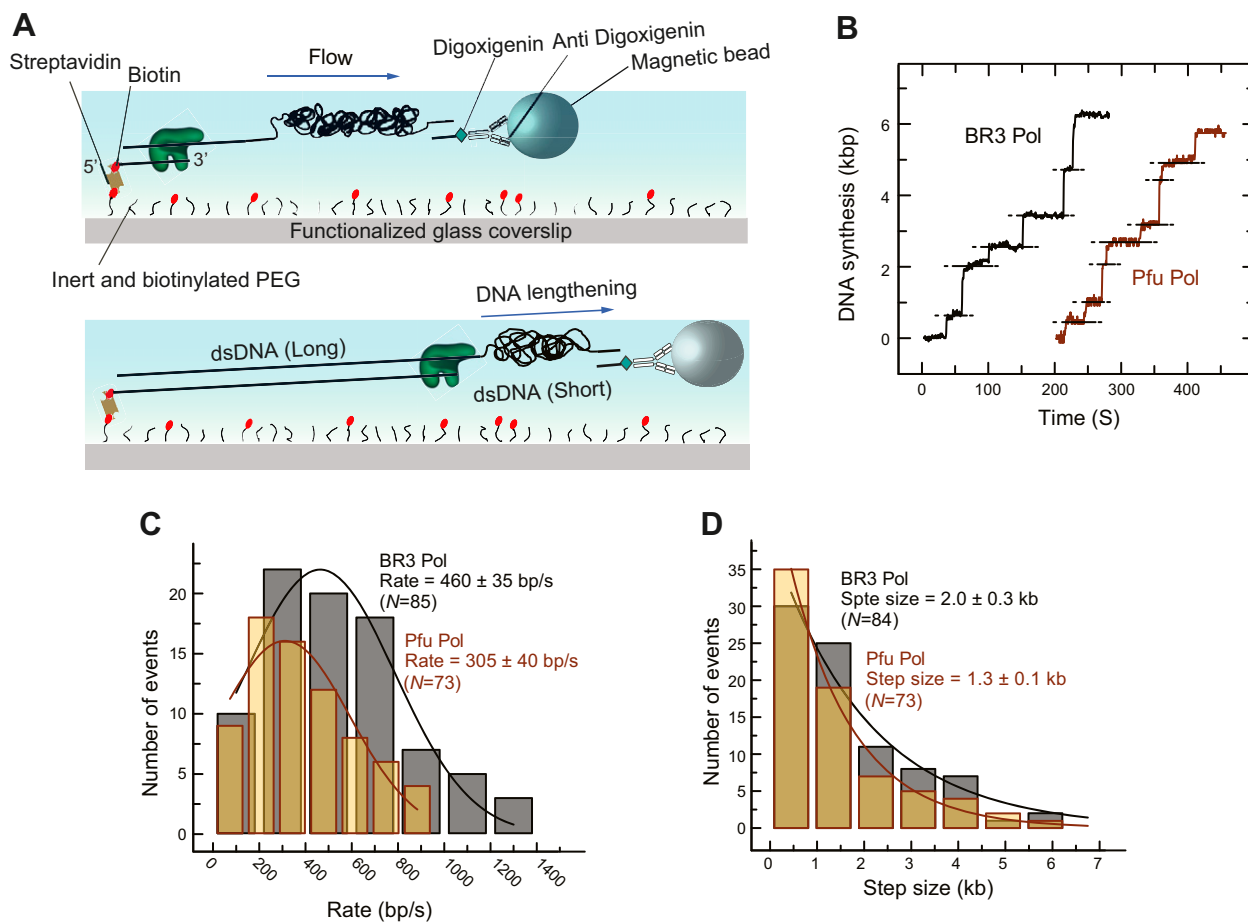 A
Flow
Digoxigenin
Anti Digoxigenin
Magnetic bead
Streptavidin
Biotin
5’
3’
Functionalized glass coverslip
Inert and biotinylated PEG
DNA lengthening
dsDNA (Long)
dsDNA (Short)
B
DNA synthesis (kbp)
6
4
2
0
BR3 Pol
Pfu Pol
0 100 200 300 400
Time (S)
C
Number of events
20
15
10
5
0
BR3 Pol
Rate = 460 ± 35 bp/s
(N=85)
Pfu Pol
Rate = 305 ± 40 bp/s
(N=73)
0 200 400 600 800 1000 1200 1400
Rate (bp/s)
D
Number of events
35
30
25
20
15
10
5
0
BR3 Pol
Spte size = 2.0 ± 0.3 kb
(N=84)
Pfu Pol
Step size = 1.3 ± 0.1 kb
(N=73)
0 1 2 3 4 5 6 7
Step size (kb)